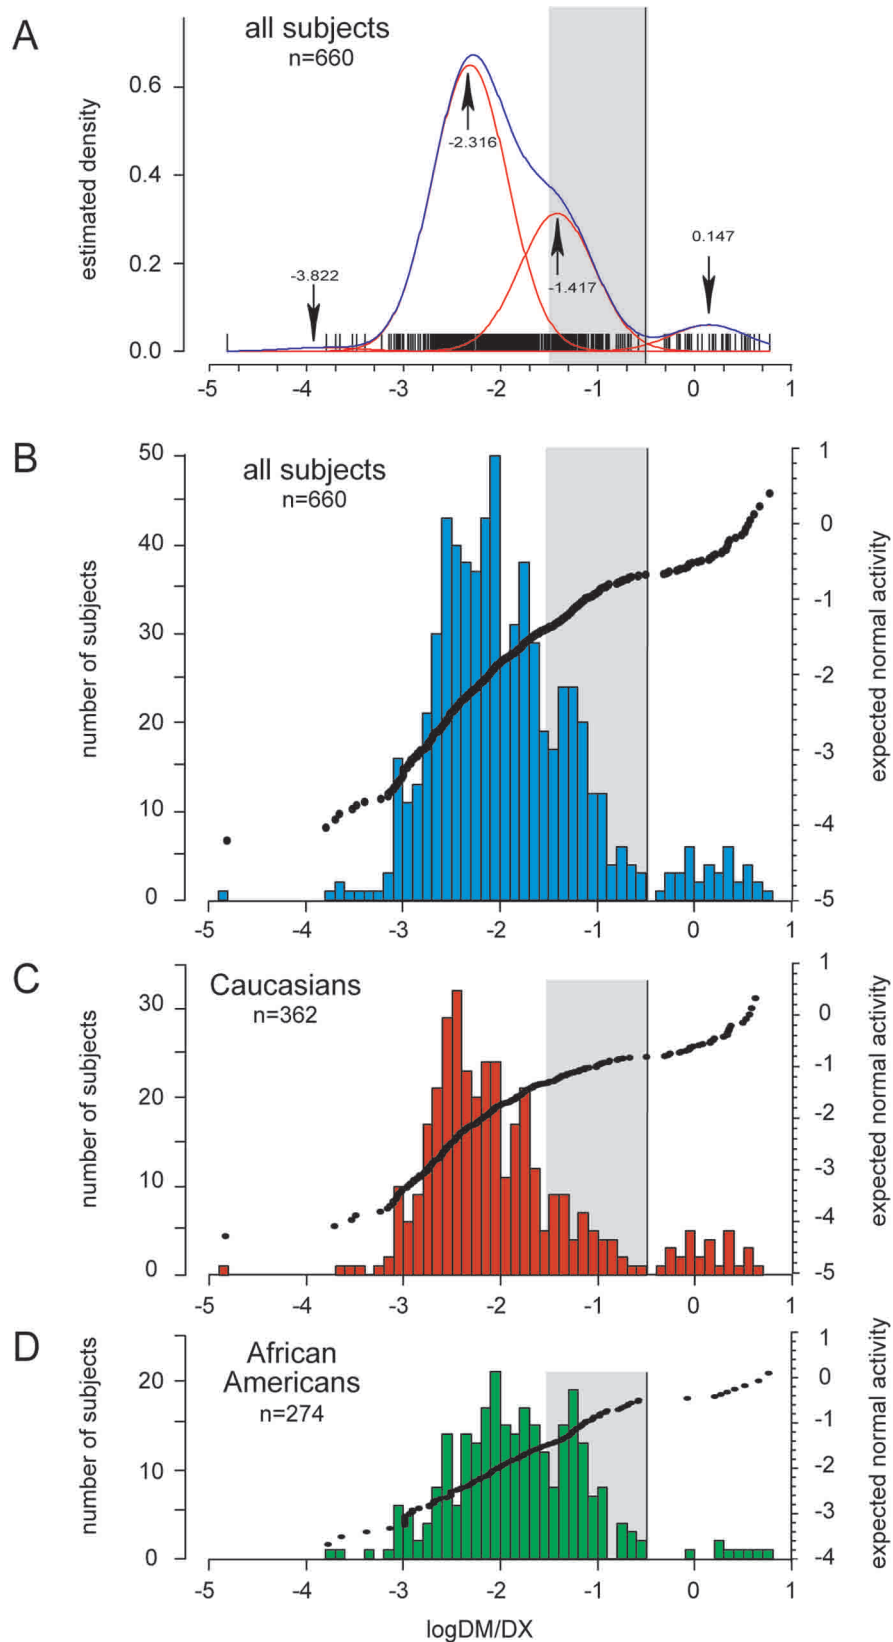 A
all subjects
n=660
estimated density
0.6
0.4
0.2
0.0
-2.316
-1.417
-3.822
0.147
-5 -4 -3 -2 -1 0 1
B
all subjects
n=660
number of subjects
50
40
30
20
10
0
expected normal activity
1
0
-1
-2
-3
-4
-5
-5 -4 -3 -2 -1 0 1
C
Caucasians
n=362
number of subjects
30
20
10
0
expected normal activity
1
0
-1
-2
-3
-4
-5
-5 -4 -3 -2 -1 0 1
D
African
Americans
n=274
number of subjects
20
10
0
expected normal activity
1
0
-1
-2
-3
-4
-5 -4 -3 -2 -1 0 1
logDM/DX